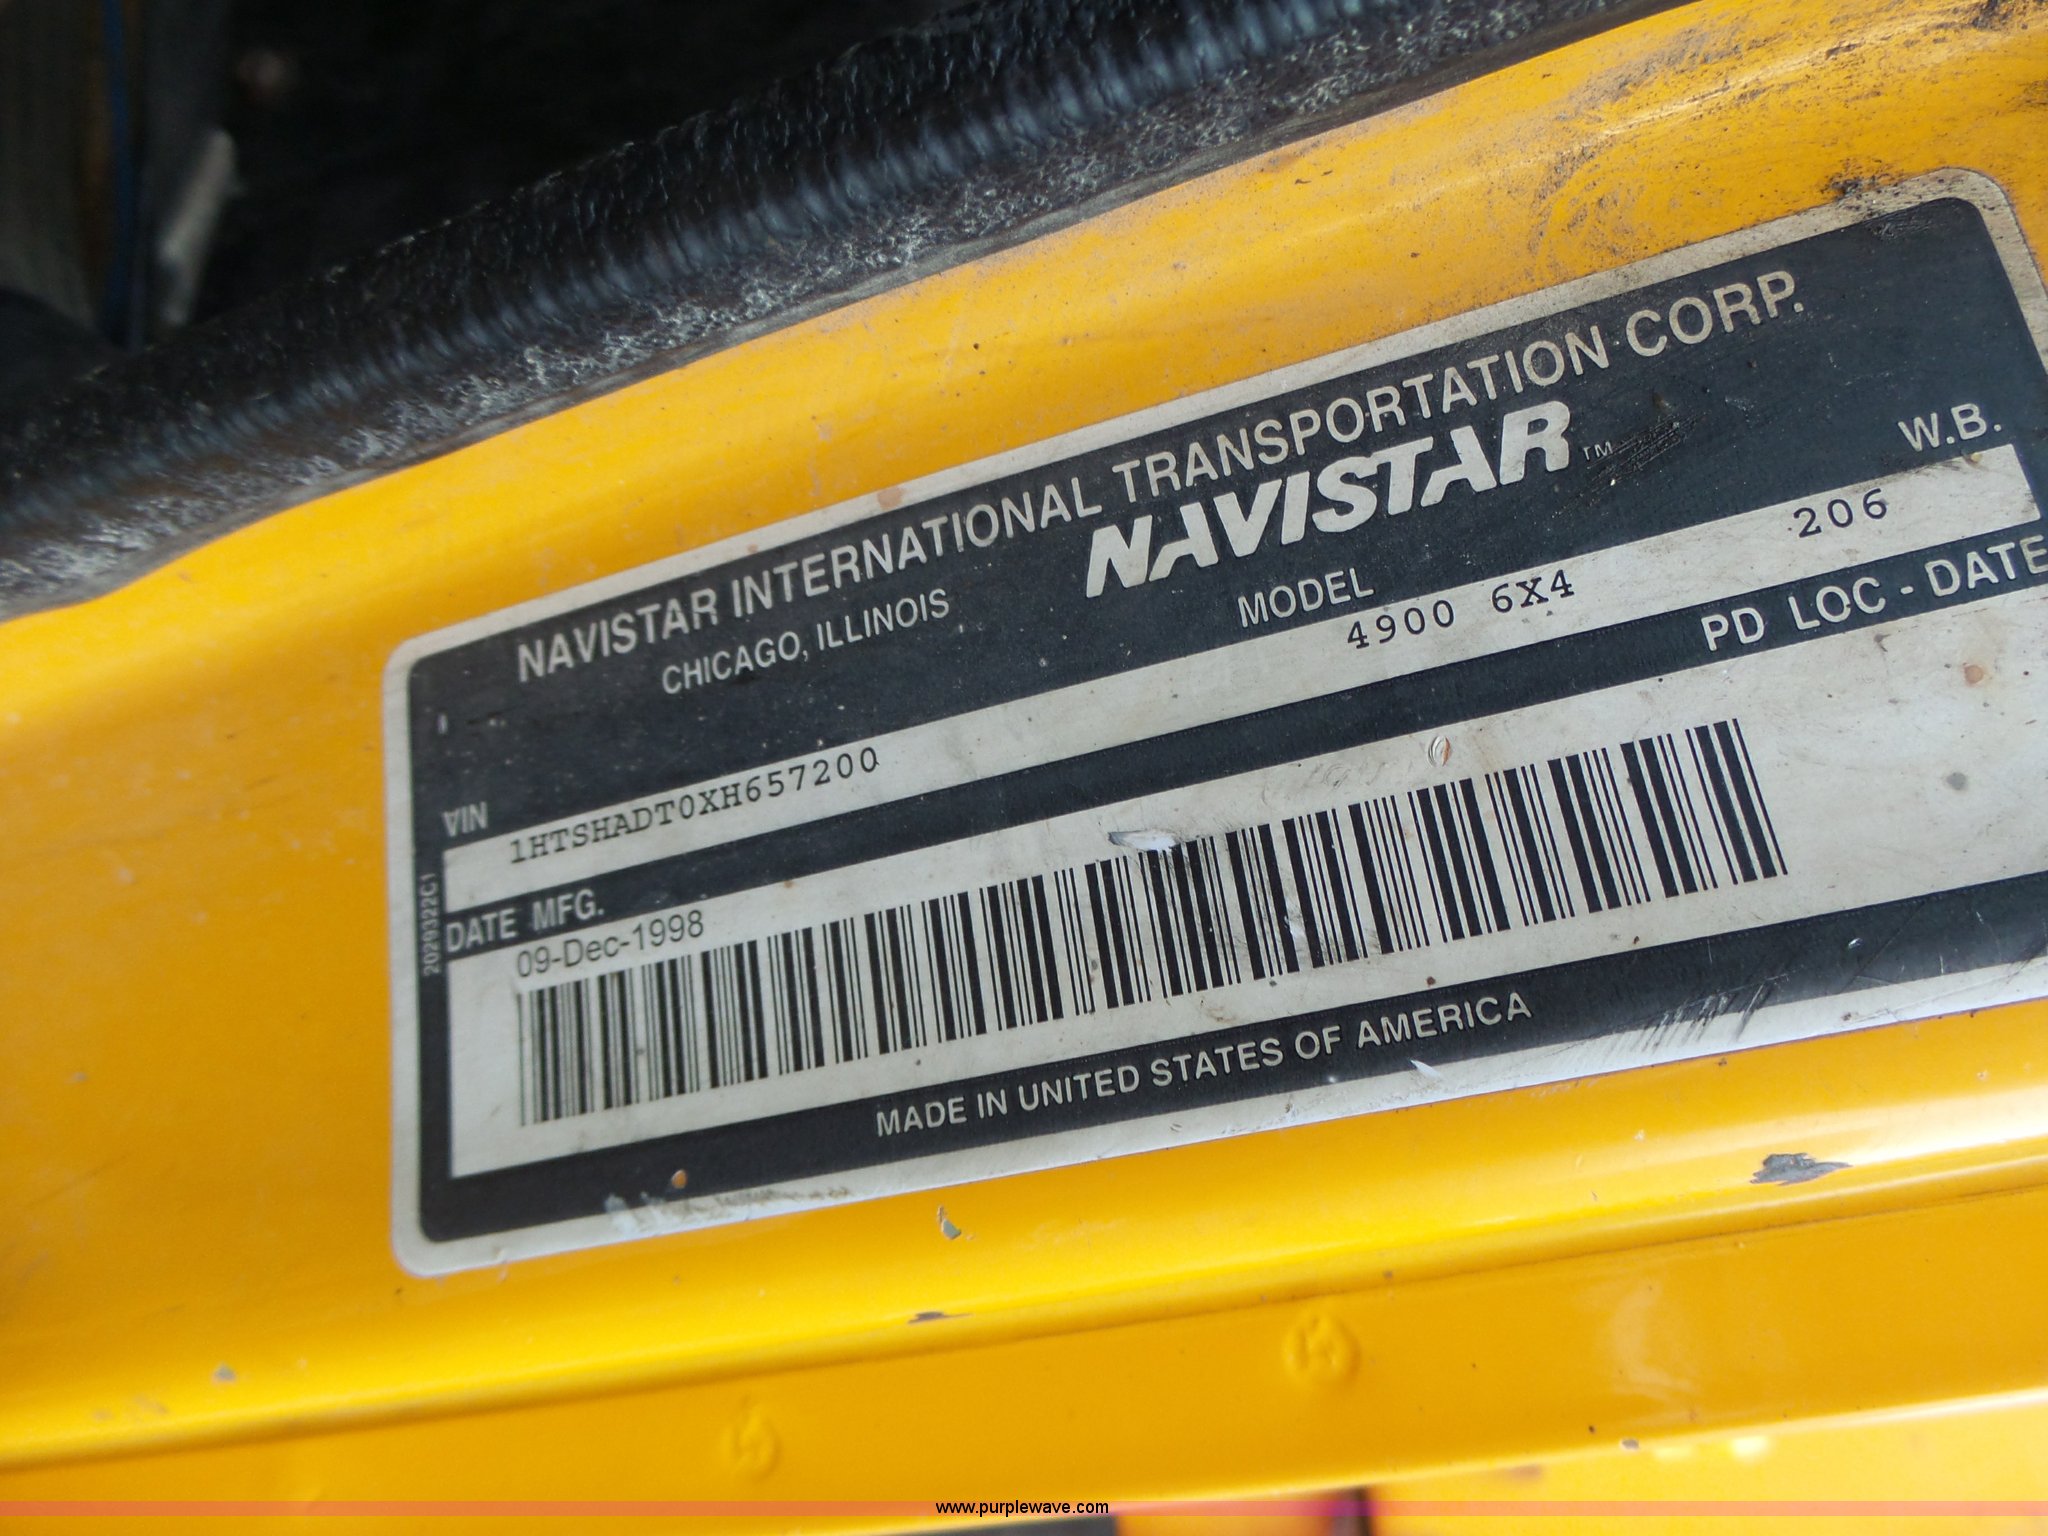 NAVISTAR INTERNATIONAL TRANSPORTATION CORP.
CHICAGO, ILLINOIS
NAVISTAR™
VIN
MODEL
W.B.
1HTSHADT0XH657200
4900 6X4
206
DATE MFG.
PD LOC - DATE
09-Dec-1998
MADE IN UNITED STATES OF AMERICA
2029322C1
www.purplewave.com